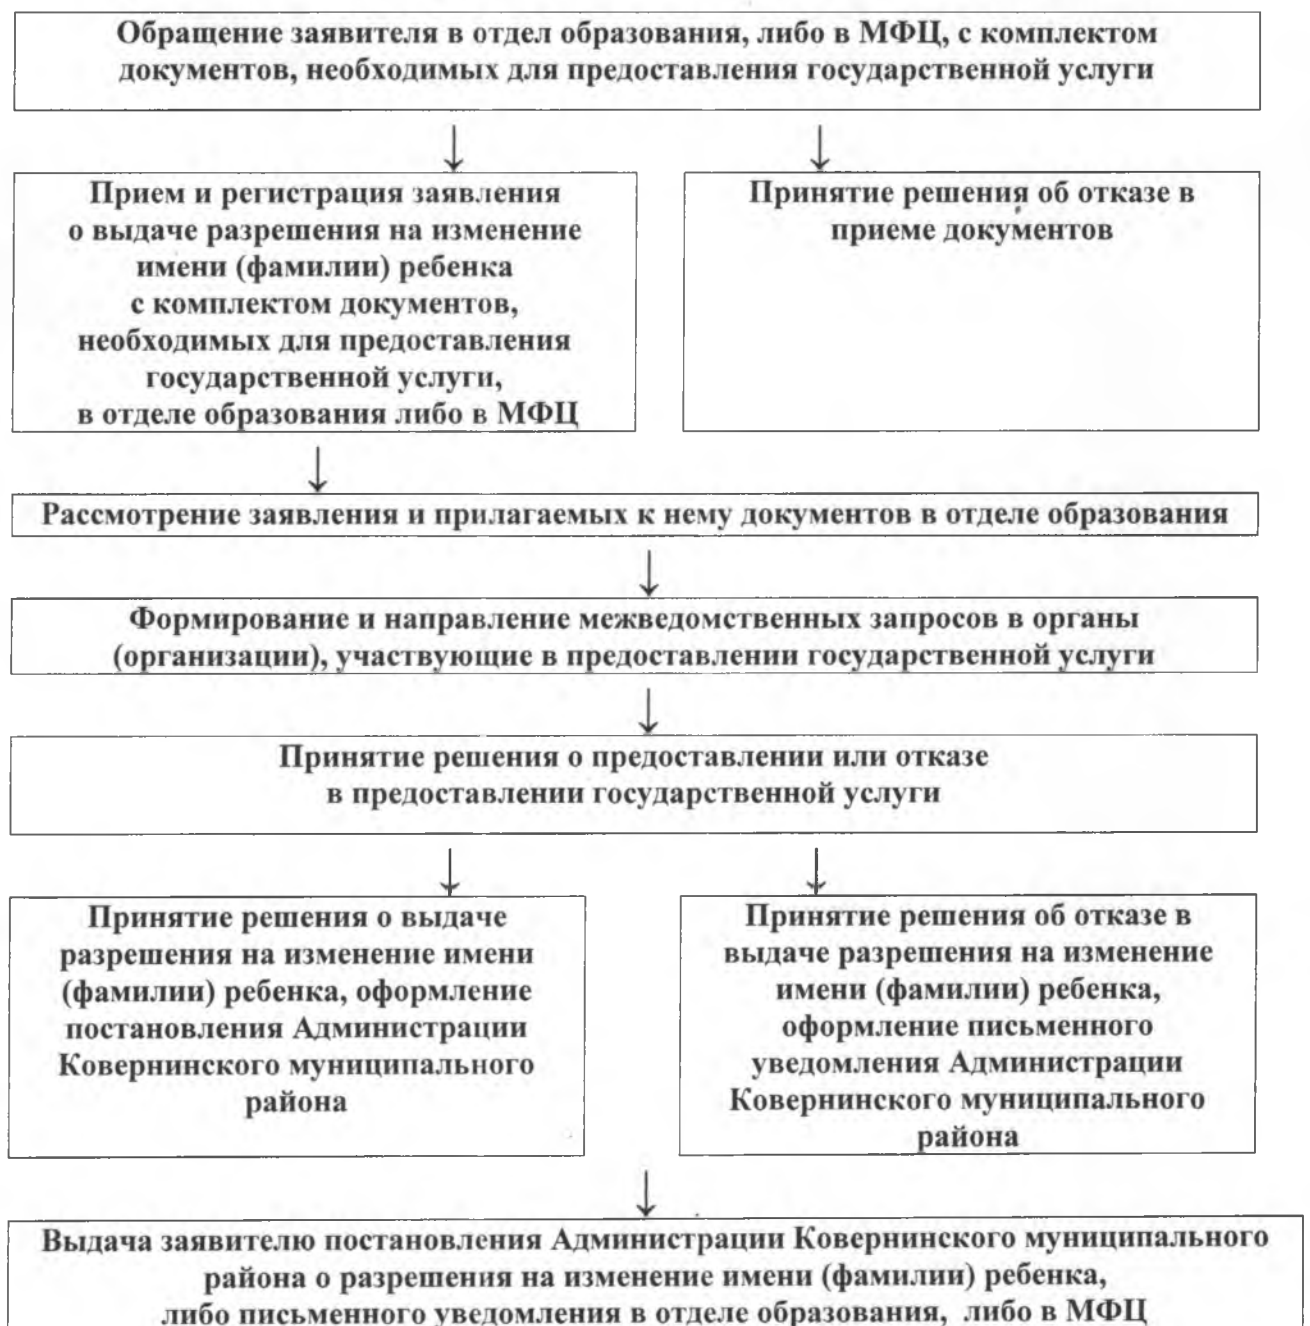 Обращение заявителя в отдел образования, либо в МФЦ, с комплектом
документов, необходимых для предоставления государственной услуги
Прием и регистрация заявления
о выдаче разрешения на изменение
имени (фамилии) ребенка
с комплектом документов,
необходимых для предоставления
государственной услуги,
в отделе образования либо в МФЦ
Принятие решения об отказе в
приеме документов
Рассмотрение заявления и прилагаемых к нему документов в отделе образования
Формирование и направление межведомственных запросов в органы
(организации), участвующие в предоставлении государственной услуги
Принятие решения о предоставлении или отказе
в предоставлении государственной услуги
Принятие решения о выдаче
разрешения на изменение имени
(фамилии) ребенка, оформление
постановления Администрации
Ковернинского муниципального
района
Принятие решения об отказе в
выдаче разрешения на изменение
имени (фамилии) ребенка,
оформление письменного
уведомления Администрации
Ковернинского муниципального
района
Выдача заявителю постановления Администрации Ковернинского муниципального
района о разрешения на изменение имени (фамилии) ребенка,
либо письменного уведомления в отделе образования, либо в МФЦ